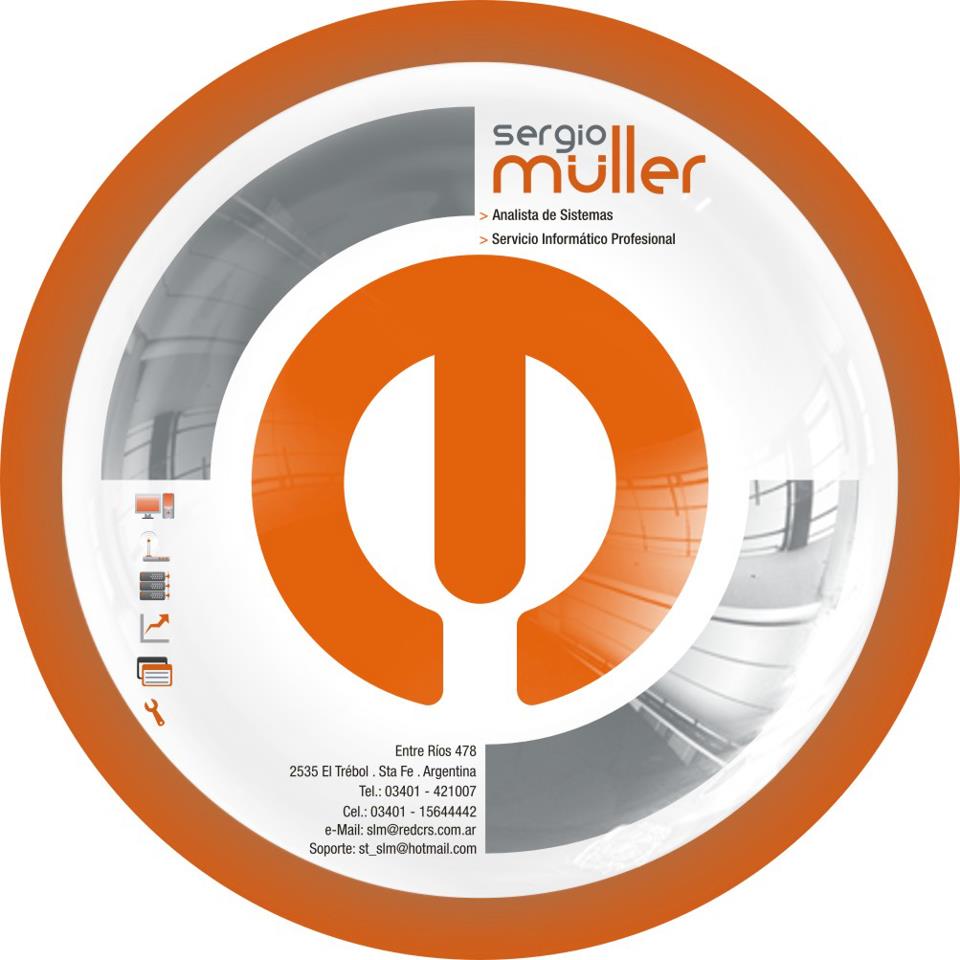 sergio
müller
> Analista de Sistemas
> Servicio Informático Profesional
Entre Ríos 478
2535 El Trébol . Sta Fe . Argentina
Tel.: 03401 - 421007
Cel.: 03401 - 15644442
e-Mail: slm@redcrs.com.ar
Soporte: st_slm@hotmail.com